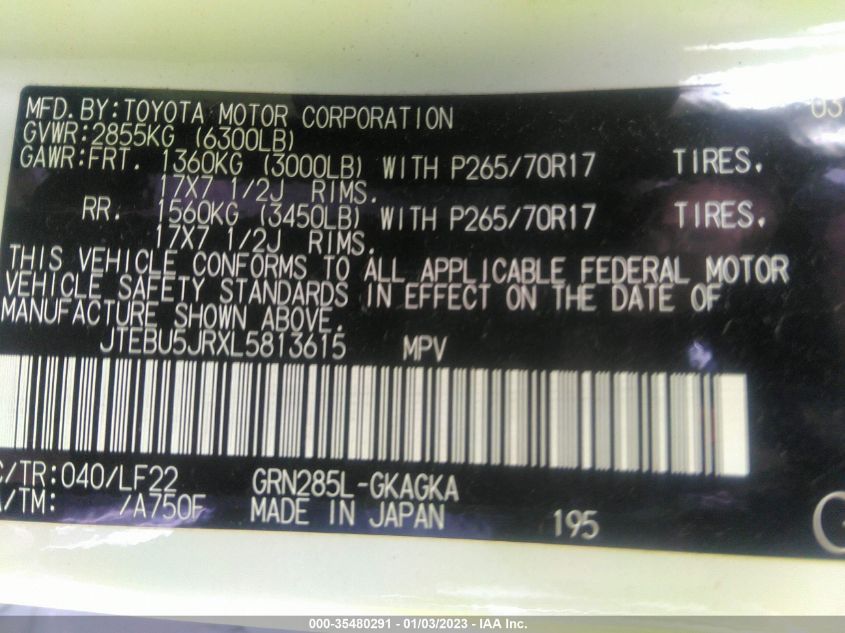 MFD. BY: TOYOTA MOTOR CORPORATION 03
GVWR: 2855KG (6300LB)
GAWR: FRT. 1360KG (3000LB) WITH P265/70R17 TIRES.
17X7 1/2J RIMS.
RR. 1560KG (3450LB) WITH P265/70R17 TIRES.
17X7 1/2J RIMS.
THIS VEHICLE CONFORMS TO ALL APPLICABLE FEDERAL MOTOR
VEHICLE SAFETY STANDARDS IN EFFECT ON THE DATE OF
MANUFACTURE SHOWN ABOVE.
JTEBU5JRXL5813615 MPV
C/TR: 040/LF22 GRN285L-GKAGKA
A/TM: /A750F MADE IN JAPAN 195
000-35480291 - 01/03/2023 - IAA Inc.